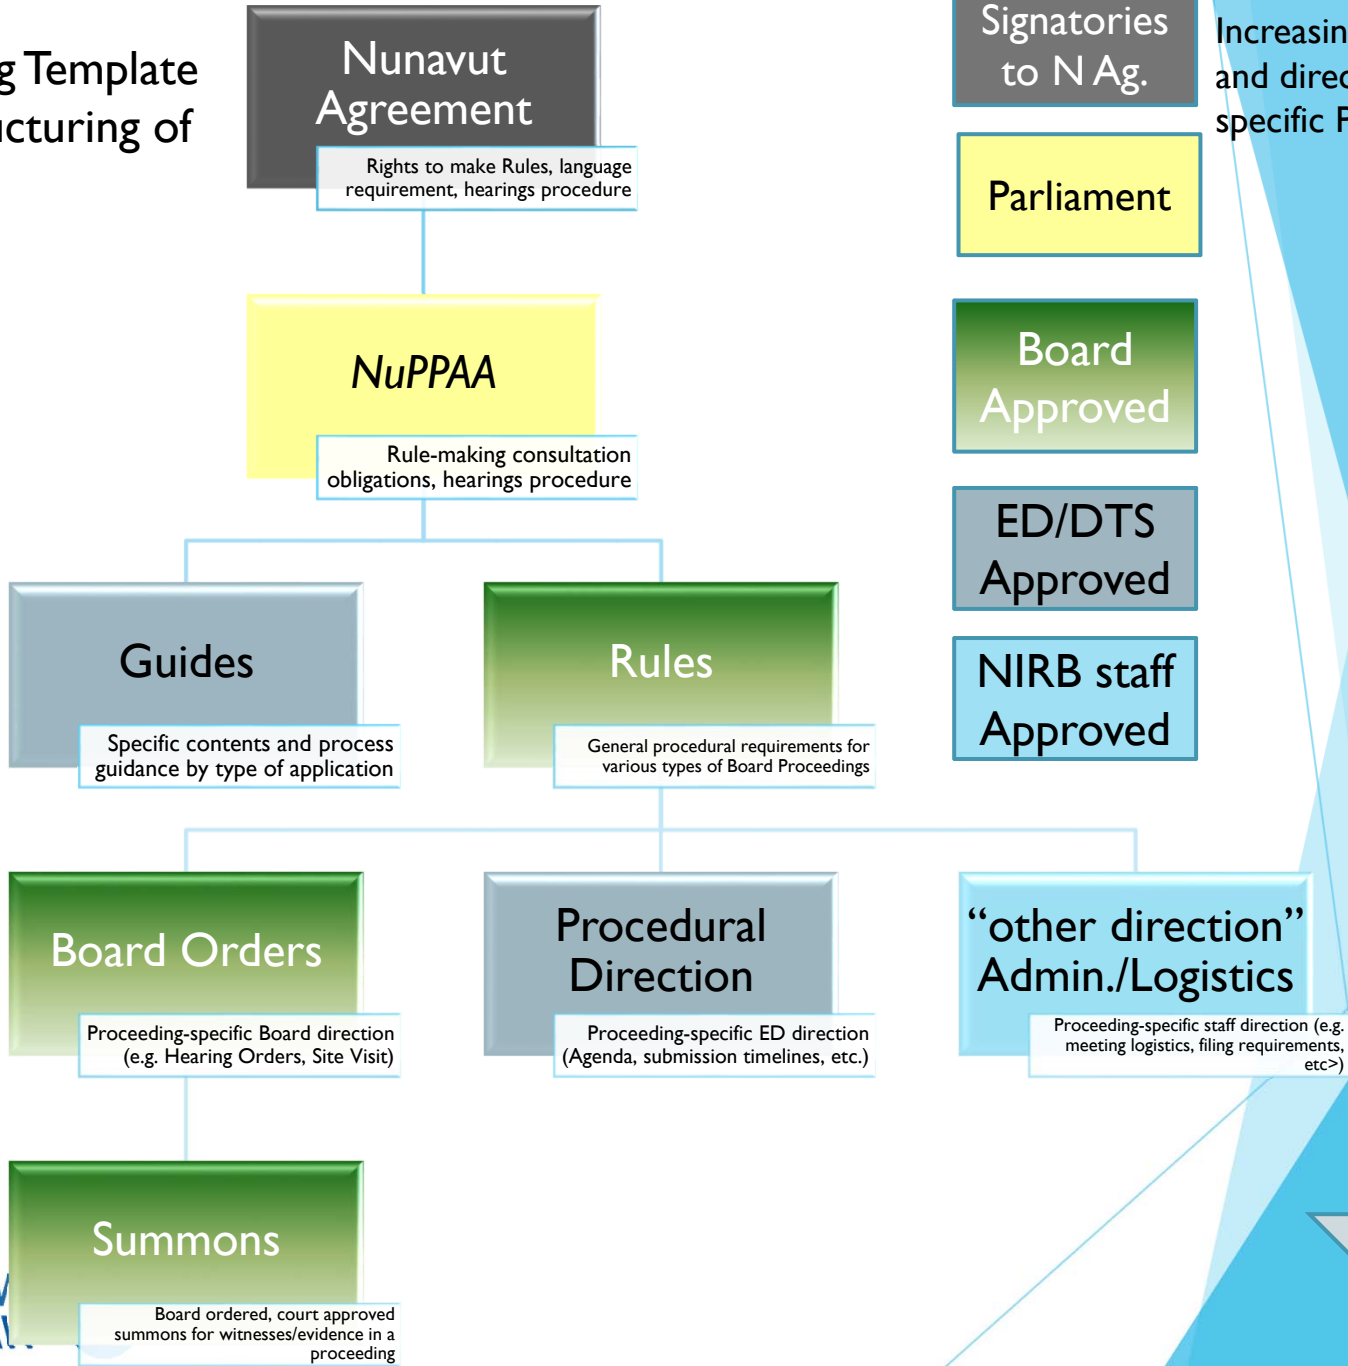 g Template
ucturing of
Nunavut
Agreement
Rights to make Rules, language
requirement, hearings procedure
NuPPAA
Rule-making consultation
obligations, hearings procedure
Guides
Specific contents and process
guidance by type of application
Rules
General procedural requirements for
various types of Board Proceedings
Board Orders
Proceeding-specific Board direction
(e.g. Hearing Orders, Site Visit)
Procedural
Direction
Proceeding-specific ED direction
(Agenda, submission timelines, etc.)
“other direction”
Admin./Logistics
Proceeding-specific staff direction (e.g.
meeting logistics, filing requirements,
etc>)
Summons
Board ordered, court approved
summons for witnesses/evidence in a
proceeding
Signatories
to N Ag.
Parliament
Board
Approved
ED/DTS
Approved
NIRB staff
Approved
Increasin
and direc
specific P